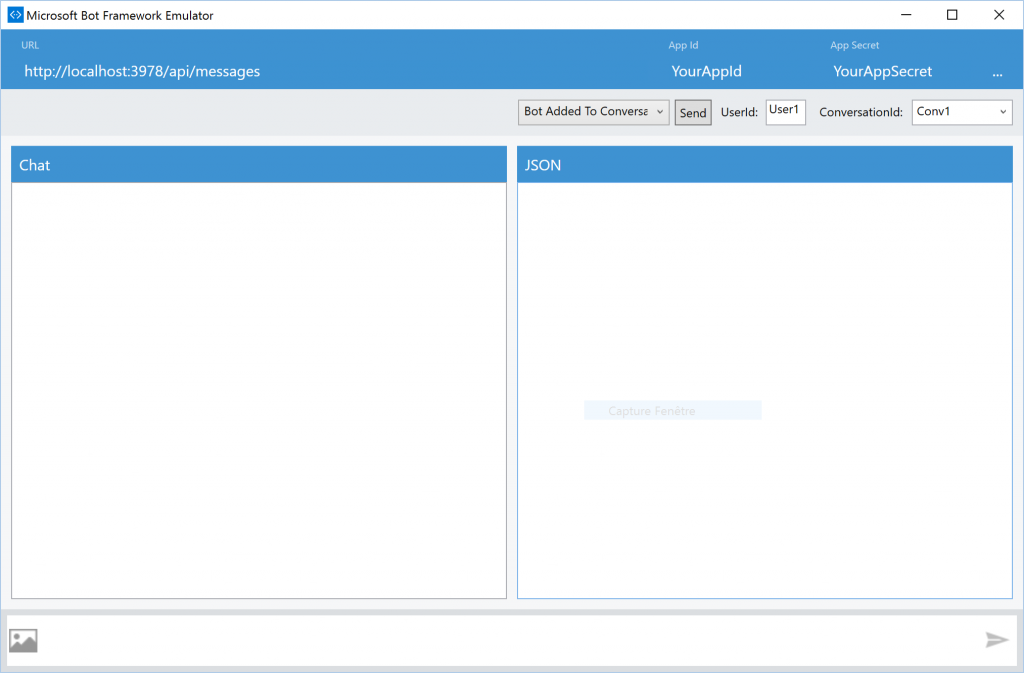 Microsoft Bot Framework Emulator
URL App Id App Secret
http://localhost:3978/api/messages YourAppId YourAppSecret ...
Bot Added To Conversa Send UserId: User1 ConversationId: Conv1
Chat JSON
Capture Fenêtre